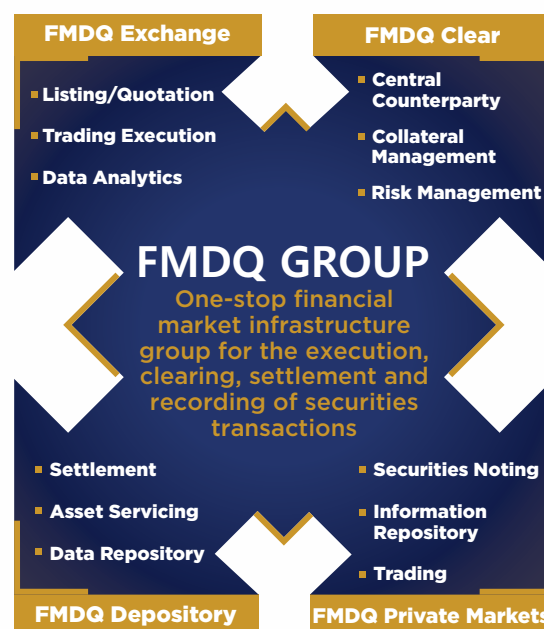 FMDQ Exchange
Listing/Quotation
Trading Execution
Data Analytics
FMDQ Clear
Central
Counterparty
Collateral
Management
Risk Management
FMDQ GROUP
One-stop financial
market infrastructure
group for the execution,
clearing, settlement and
recording of securities
transactions
Settlement
Asset Servicing
Data Repository
FMDQ Depository
Securities Noting
Information
Repository
Trading
FMDQ Private Markets